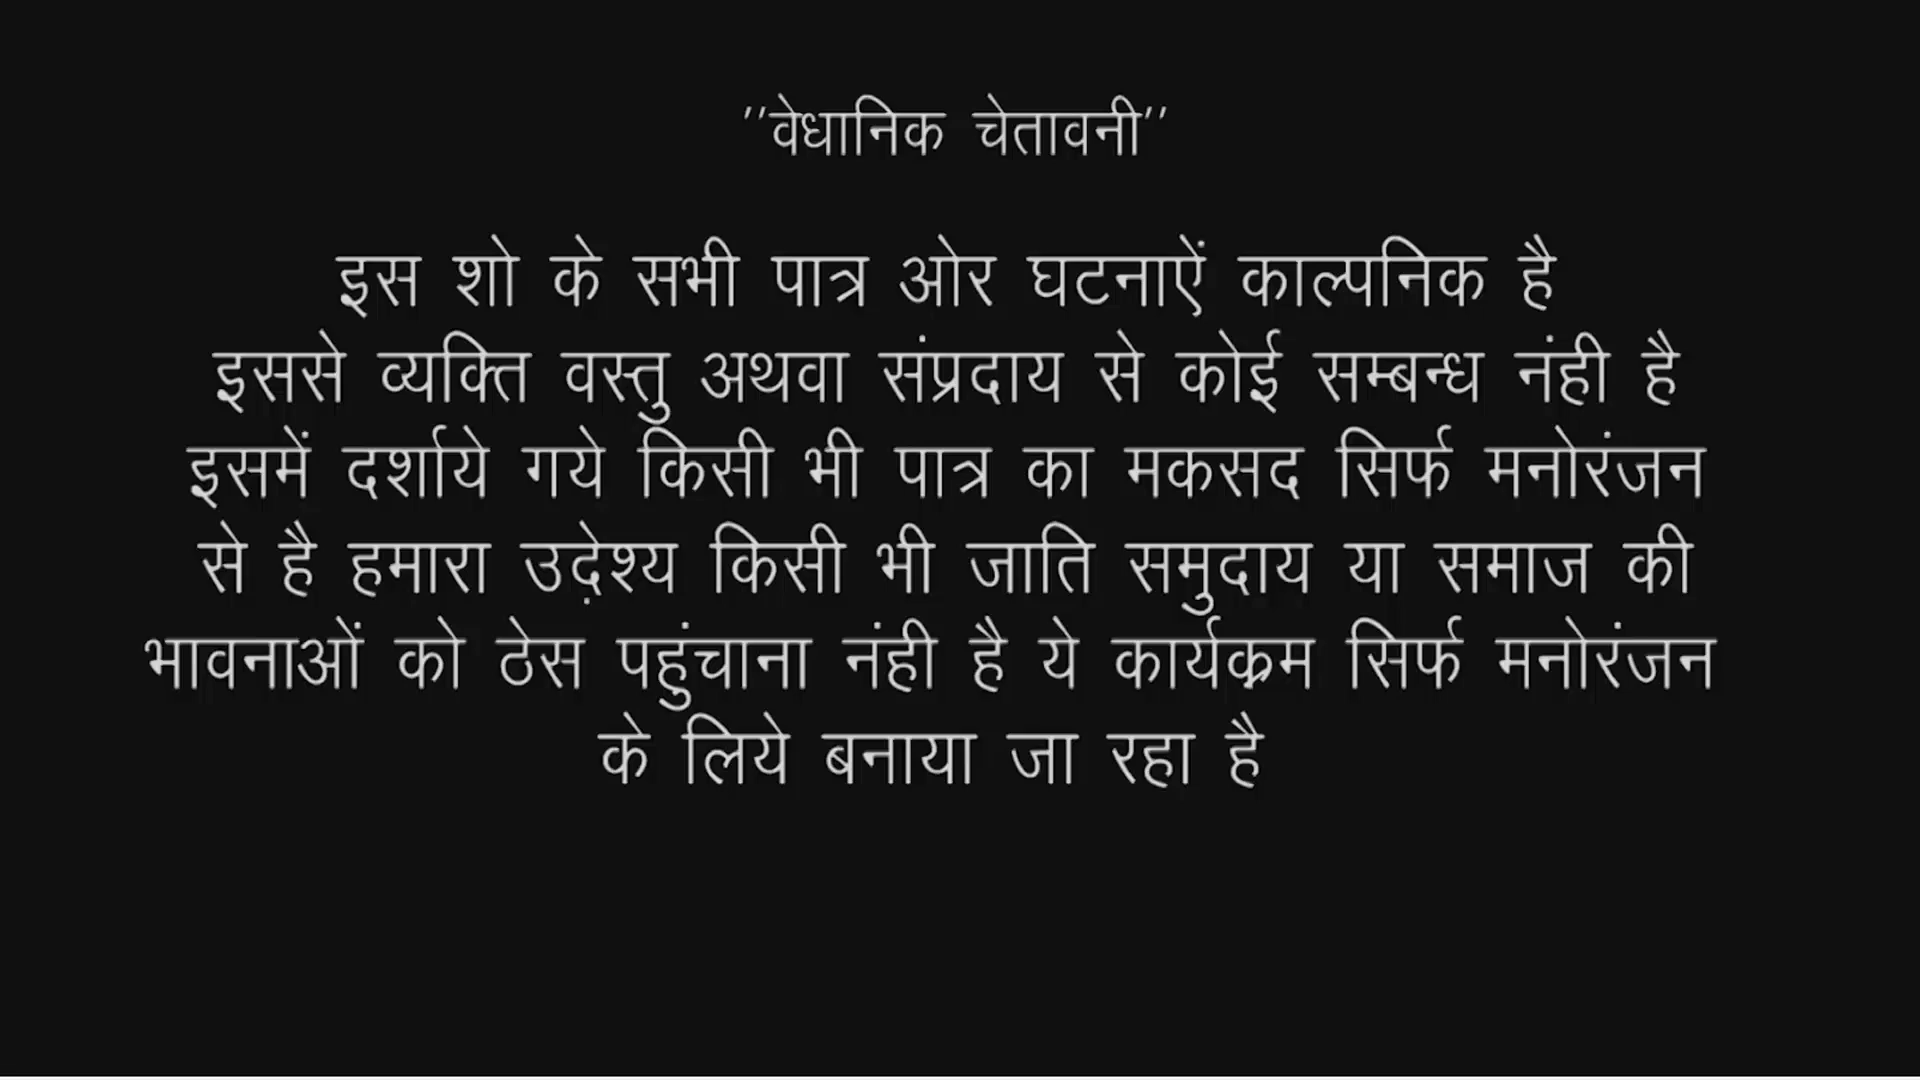 ''वेधानिक चेतावनी''
इस शो के सभी पात्र ओर घटनाऐं काल्पनिक है
इससे व्यक्ति वस्तु अथवा संप्रदाय से कोई सम्बन्ध नंही है
इसमें दर्शाये गये किसी भी पात्र का मकसद सिर्फ मनोरंजन
से है हमारा उद़ेश्य किसी भी जाति समुदाय या समाज की
भावनाओं को ठेस पहुंचाना नंही है ये कार्यक्रम सिर्फ मनोरंजन
के लिये बनाया जा रहा है